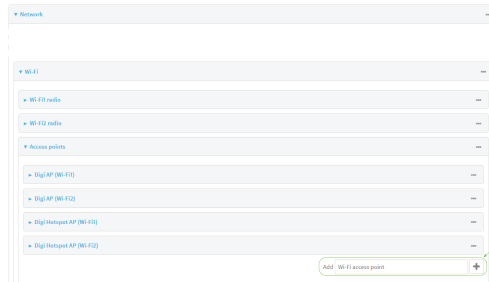 Network
Wi-Fi
Wi-Fi1 radio
Wi-Fi2 radio
Access points
Digi AP (Wi-Fi1)
Digi AP (Wi-Fi2)
Digi Hotspot AP (Wi-Fi1)
Digi Hotspot AP (Wi-Fi2)
Add Wi-Fi access point